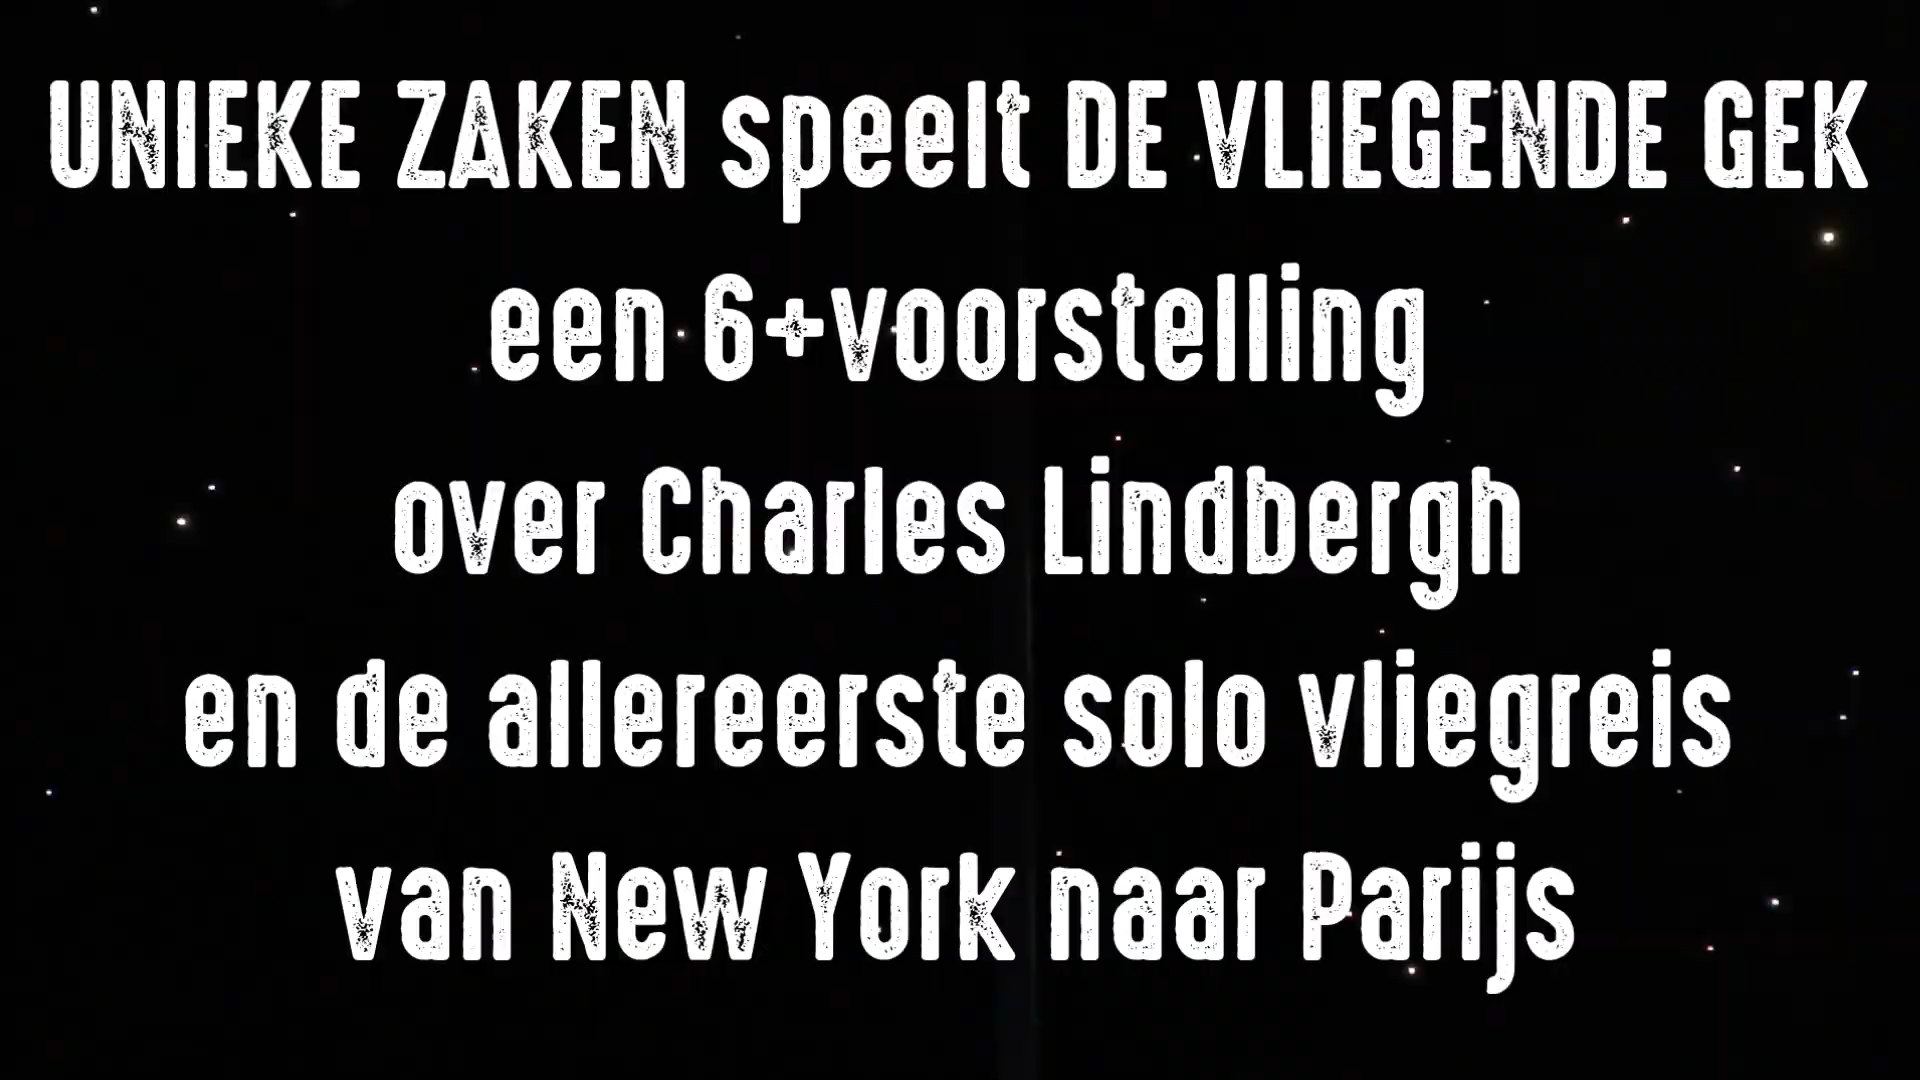 UNIEKE ZAKEN speelt DE VLIEGENDE GEK
een 6+voorstelling
over Charles Lindbergh
en de allereerste solo vliegreis
van New York naar Parijs